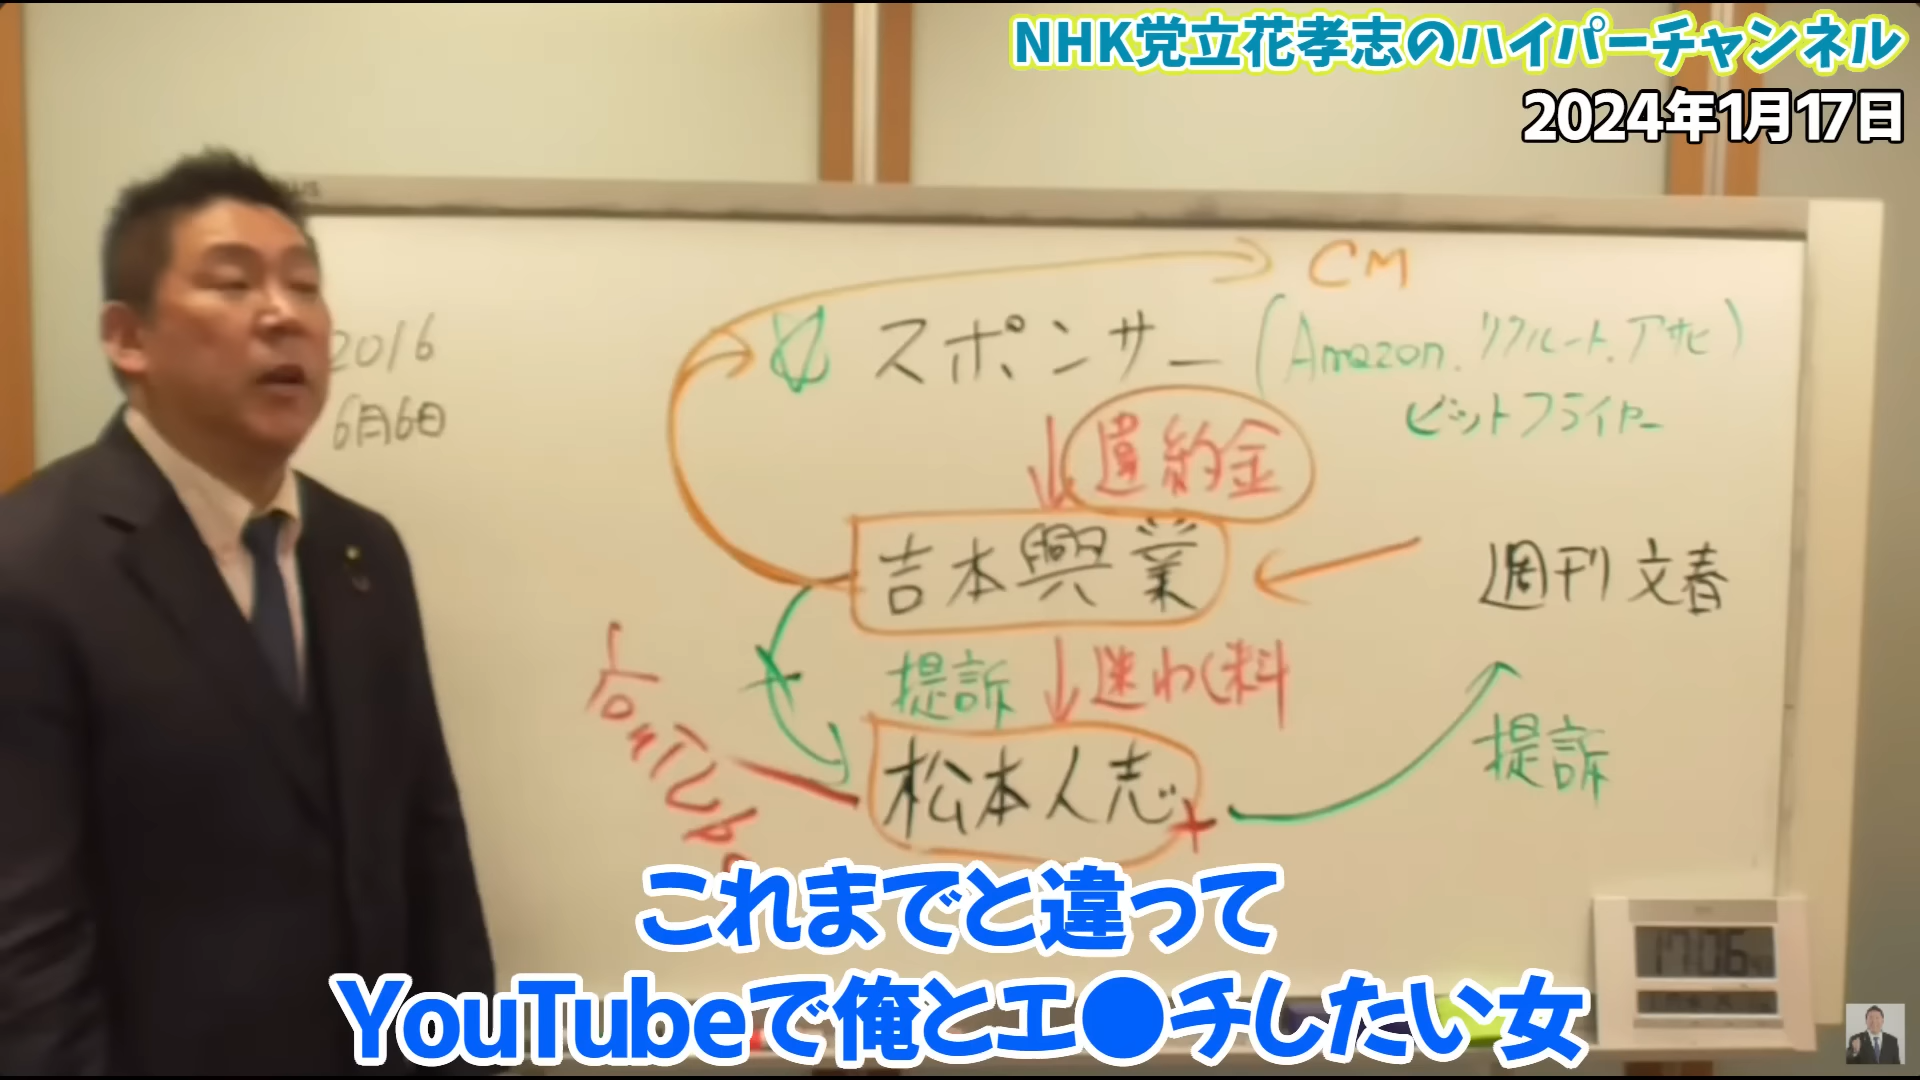 NHK党立花孝志のハイパーチャンネル
2024年1月17日
CM
2016
6月6日
スポンサー (Amazon.リクルート.アサヒ)
ビットフライヤー
違約金
吉本興業
週刊文春
提訴
迷わく料
YouTube
松本人志
提訴
17:06
これまでと違って
YouTubeで俺とエ●チしたい女